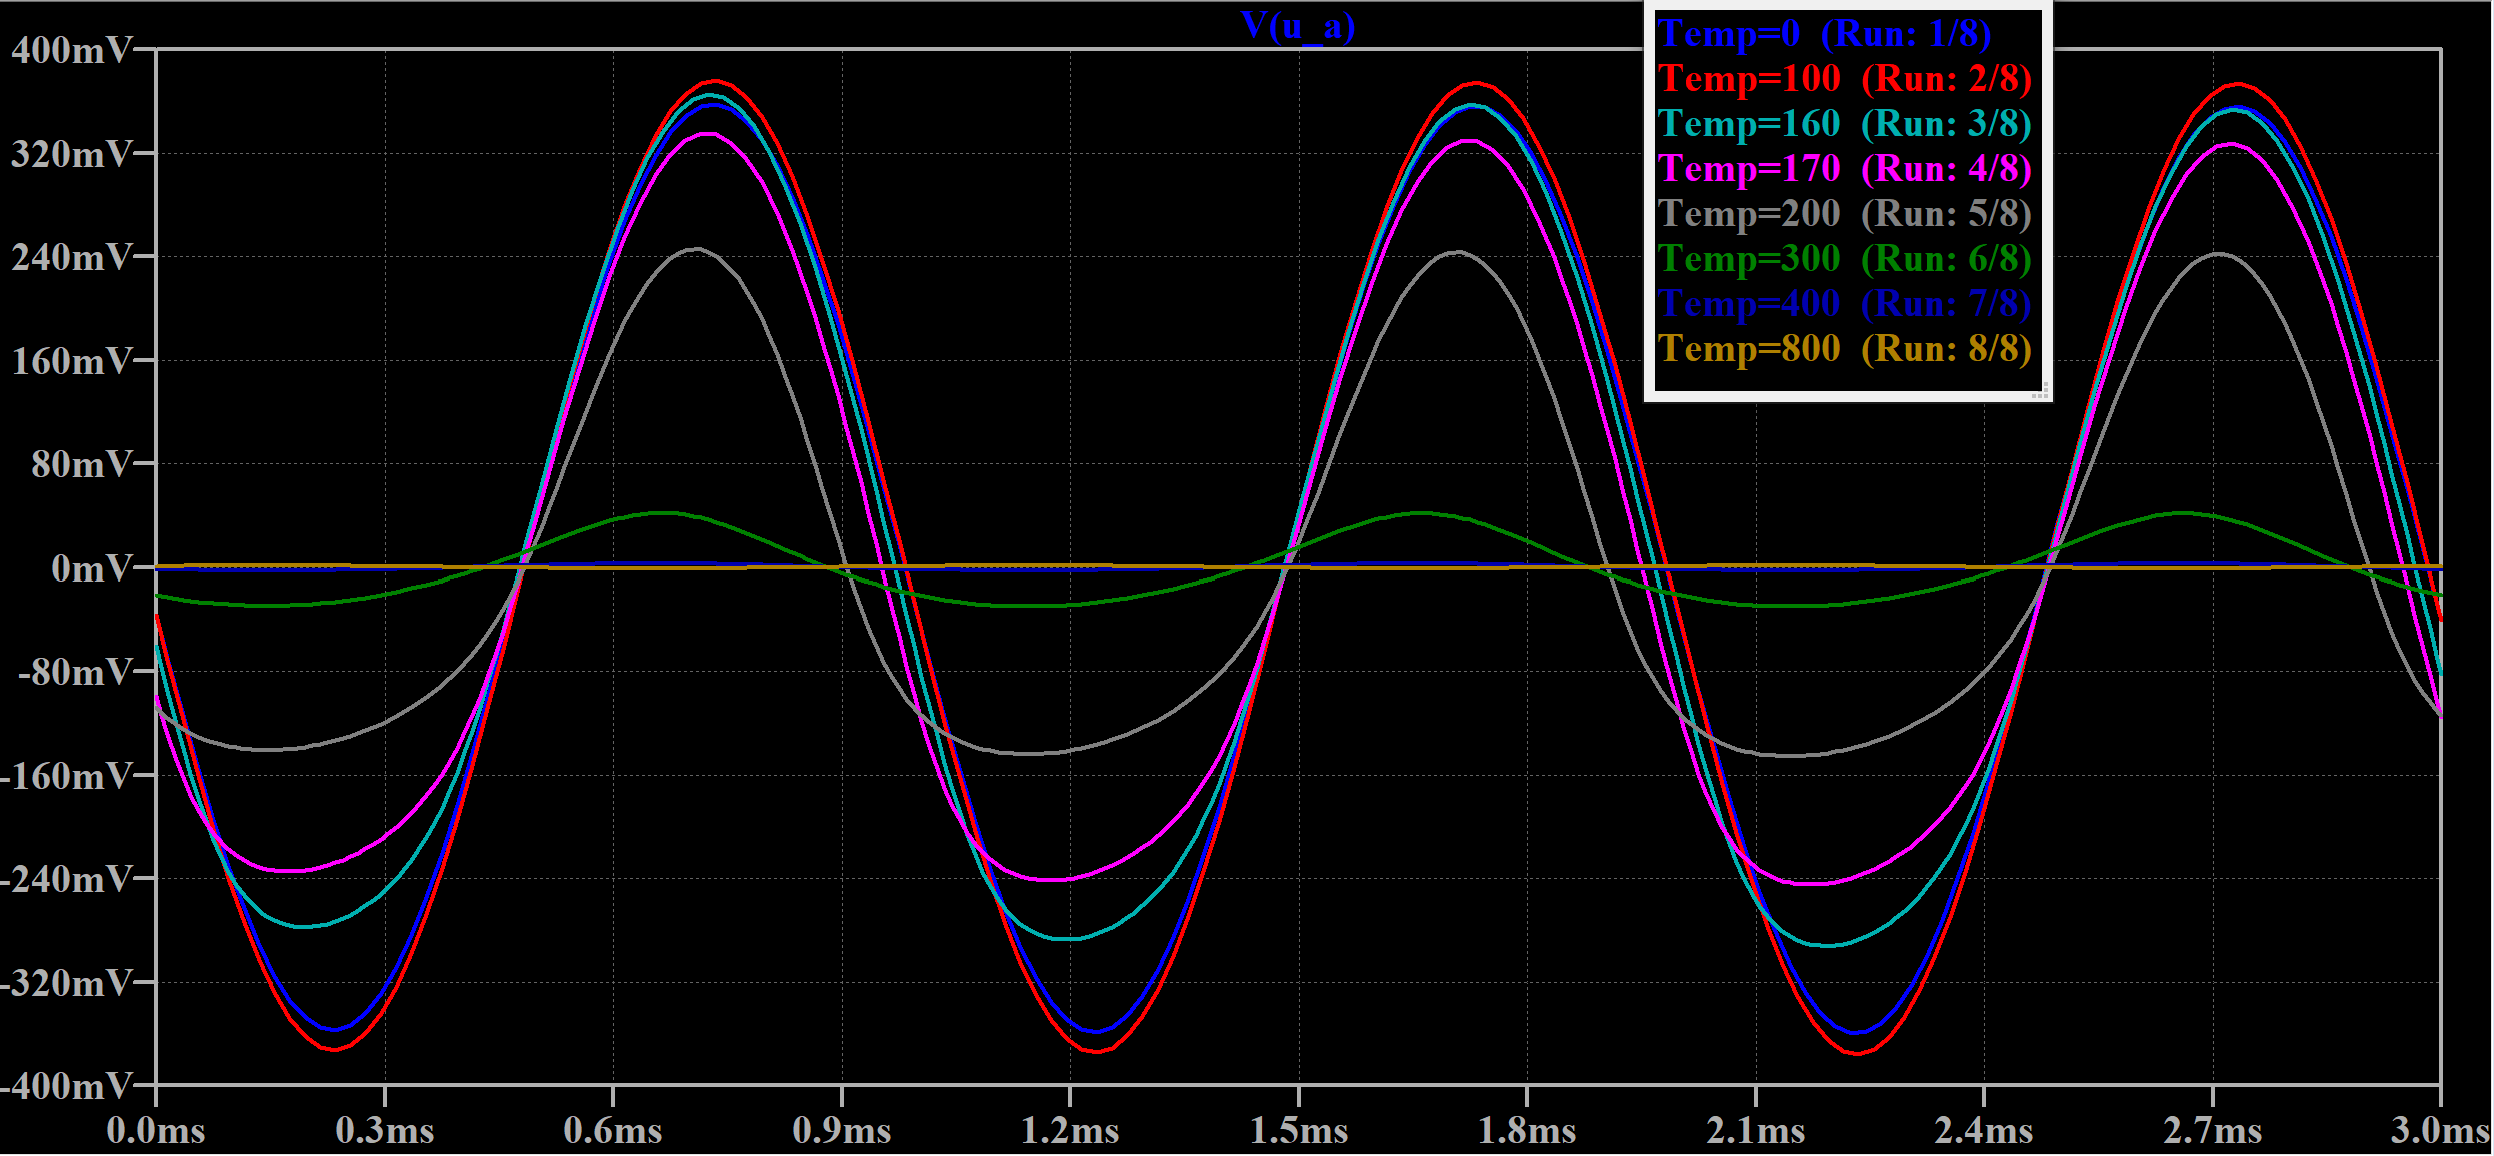 V(u_a)
Temp=0 (Run: 1/8)
Temp=100 (Run: 2/8)
Temp=160 (Run: 3/8)
Temp=170 (Run: 4/8)
Temp=200 (Run: 5/8)
Temp=300 (Run: 6/8)
Temp=400 (Run: 7/8)
Temp=800 (Run: 8/8)
400mV
320mV
240mV
160mV
80mV
0mV
-80mV
-160mV
-240mV
-320mV
-400mV
0.0ms 0.3ms 0.6ms 0.9ms 1.2ms 1.5ms 1.8ms 2.1ms 2.4ms 2.7ms 3.0ms